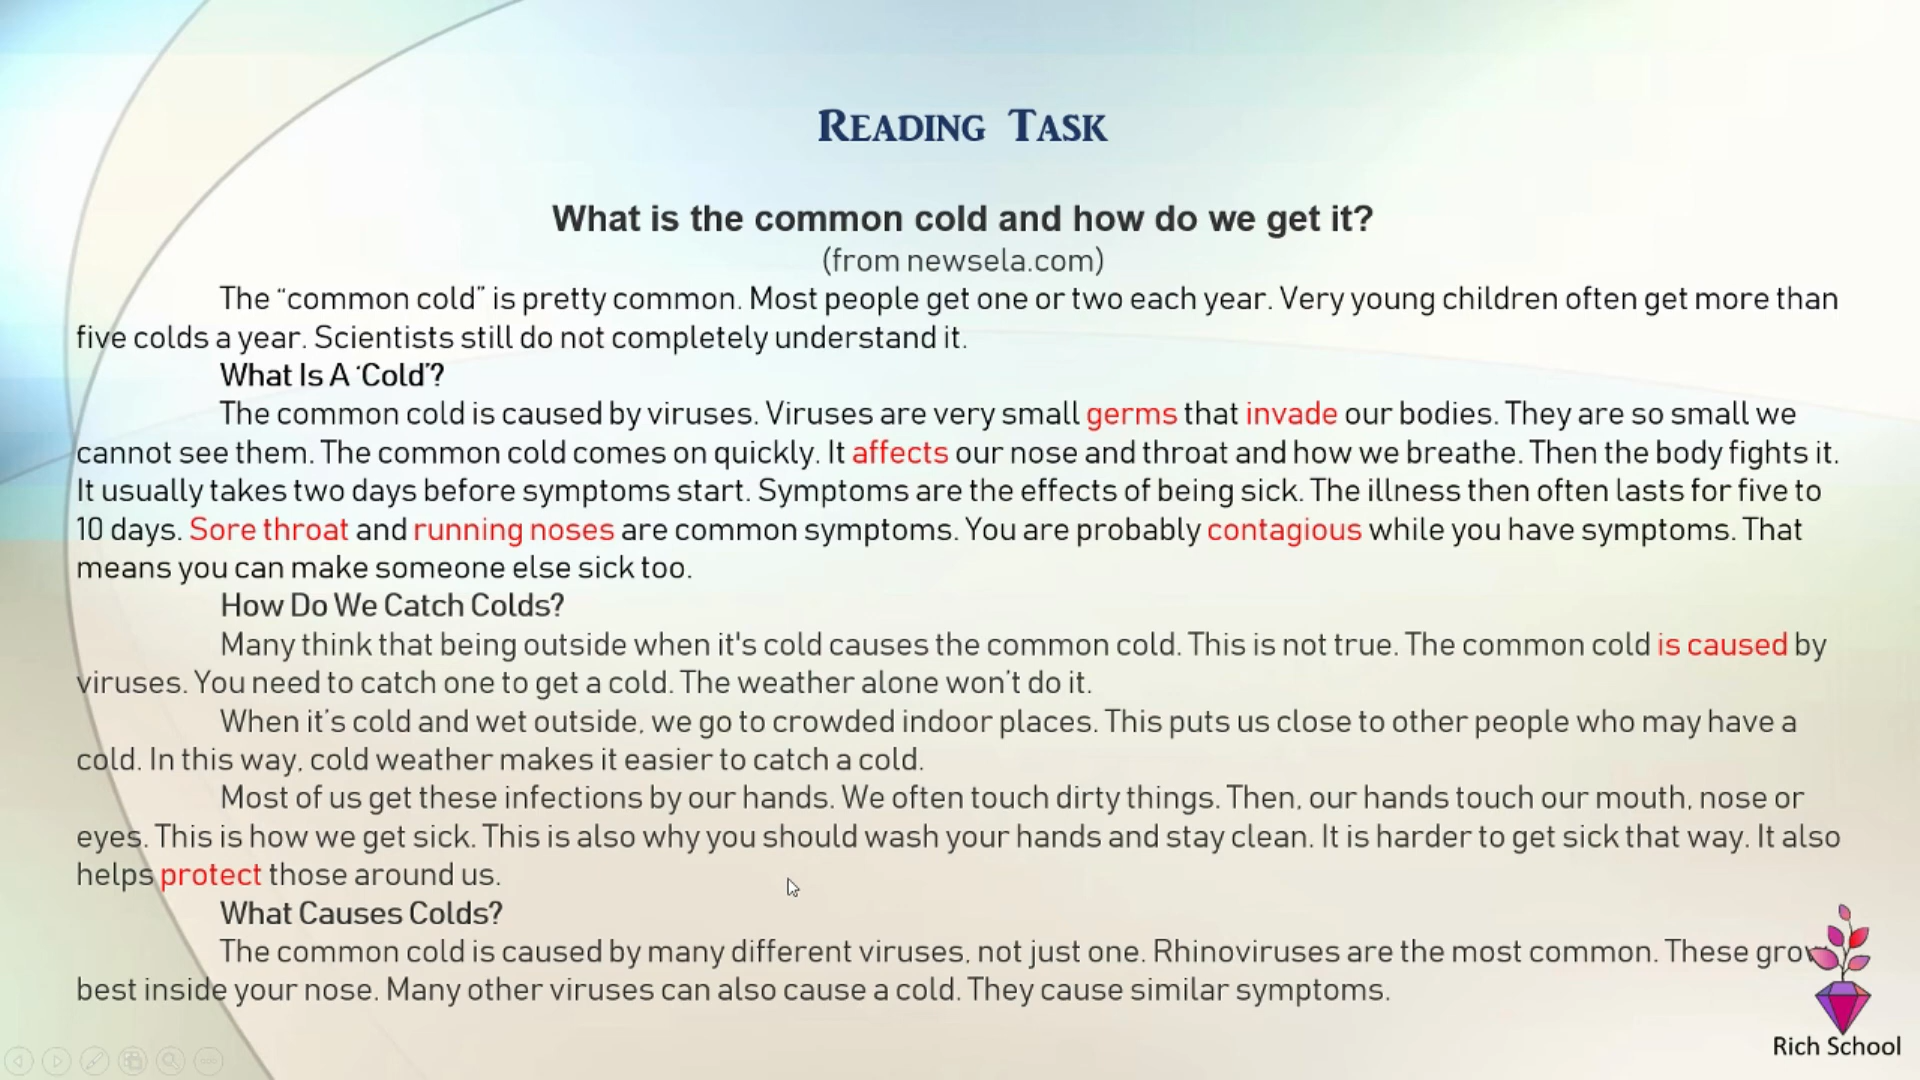 READING TASK
What is the common cold and how do we get it?
(from newsela.com)
The “common cold” is pretty common. Most people get one or two each year. Very young children often get more than
five colds a year. Scientists still do not completely understand it.
What Is A ‘Cold’?
The common cold is caused by viruses. Viruses are very small germs that invade our bodies. They are so small we
cannot see them. The common cold comes on quickly. It affects our nose and throat and how we breathe. Then the body fights it.
It usually takes two days before symptoms start. Symptoms are the effects of being sick. The illness then often lasts for five to
10 days. Sore throat and running noses are common symptoms. You are probably contagious while you have symptoms. That
means you can make someone else sick too.
How Do We Catch Colds?
Many think that being outside when it's cold causes the common cold. This is not true. The common cold is caused by
viruses. You need to catch one to get a cold. The weather alone won’t do it.
When it’s cold and wet outside, we go to crowded indoor places. This puts us close to other people who may have a
cold. In this way, cold weather makes it easier to catch a cold.
Most of us get these infections by our hands. We often touch dirty things. Then, our hands touch our mouth, nose or
eyes. This is how we get sick. This is also why you should wash your hands and stay clean. It is harder to get sick that way. It also
helps protect those around us.
What Causes Colds?
The common cold is caused by many different viruses, not just one. Rhinoviruses are the most common. These grow
best inside your nose. Many other viruses can also cause a cold. They cause similar symptoms.
Rich School